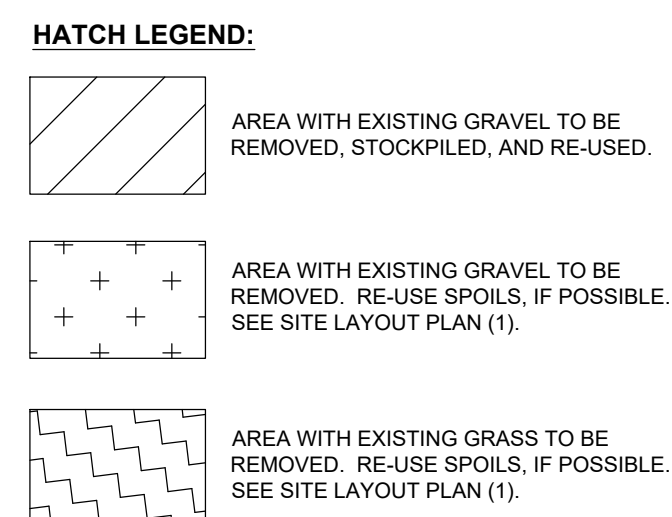 HATCH LEGEND:
AREA WITH EXISTING GRAVEL TO BE
REMOVED, STOCKPILED, AND RE-USED.
AREA WITH EXISTING GRAVEL TO BE
REMOVED. RE-USE SPOILS, IF POSSIBLE.
SEE SITE LAYOUT PLAN (1).
AREA WITH EXISTING GRASS TO BE
REMOVED. RE-USE SPOILS, IF POSSIBLE.
SEE SITE LAYOUT PLAN (1).